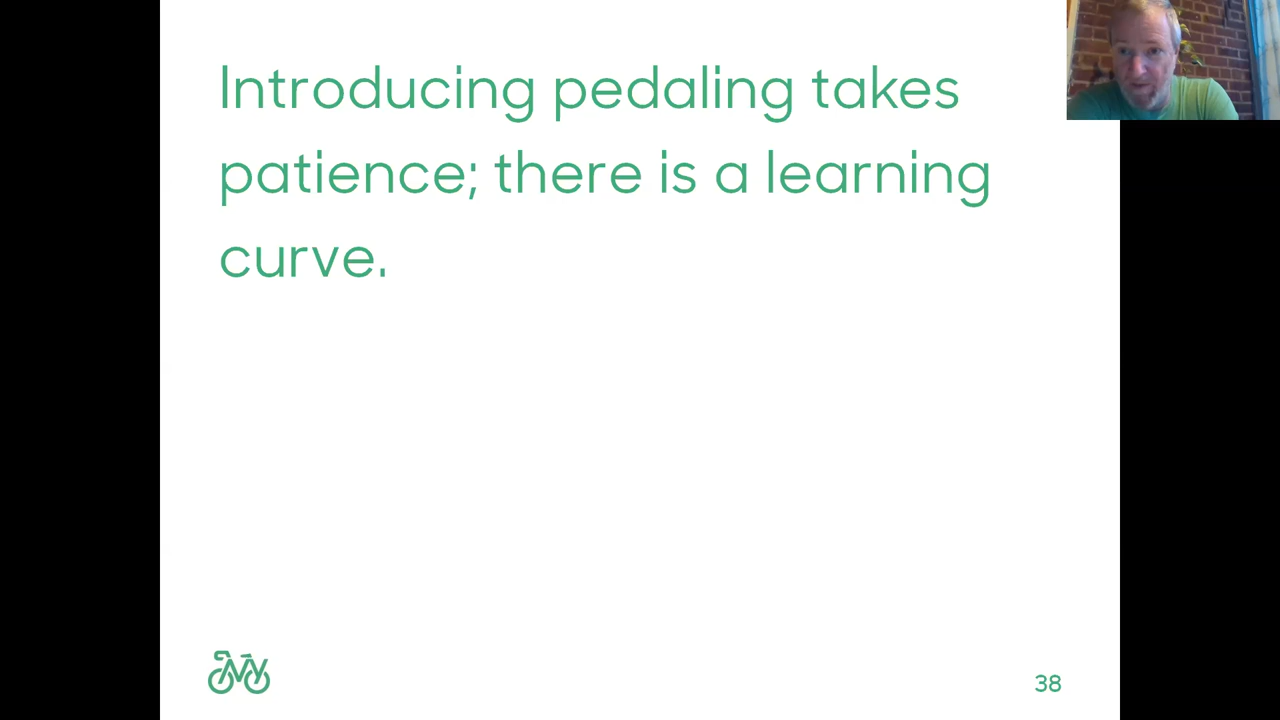 Introducing pedaling takes
patience; there is a learning
curve.
38